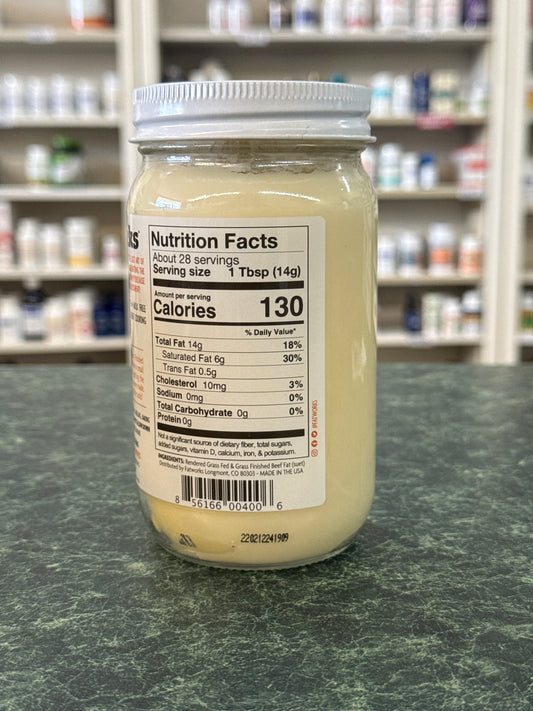 Nutrition Facts
About 28 servings
Serving size 1 Tbsp (14g)
Amount per serving
Calories 130
% Daily Value*
Total Fat 14g 18%
Saturated Fat 6g 30%
Trans Fat 0.5g
Cholesterol 10mg 3%
Sodium 0mg 0%
Total Carbohydrate 0g 0%
Protein 0g
Not a significant source of dietary fiber, total sugars,
added sugars, vitamin D, calcium, iron, & potassium.
INGREDIENTS: Rendered Grass Fed & Grass Finished Beef Fat (suet)
Distributed by Fatworks Longmont, CO 80303 - MADE IN THE USA
8 56166 00400 6
/FATWORKS
220212241909